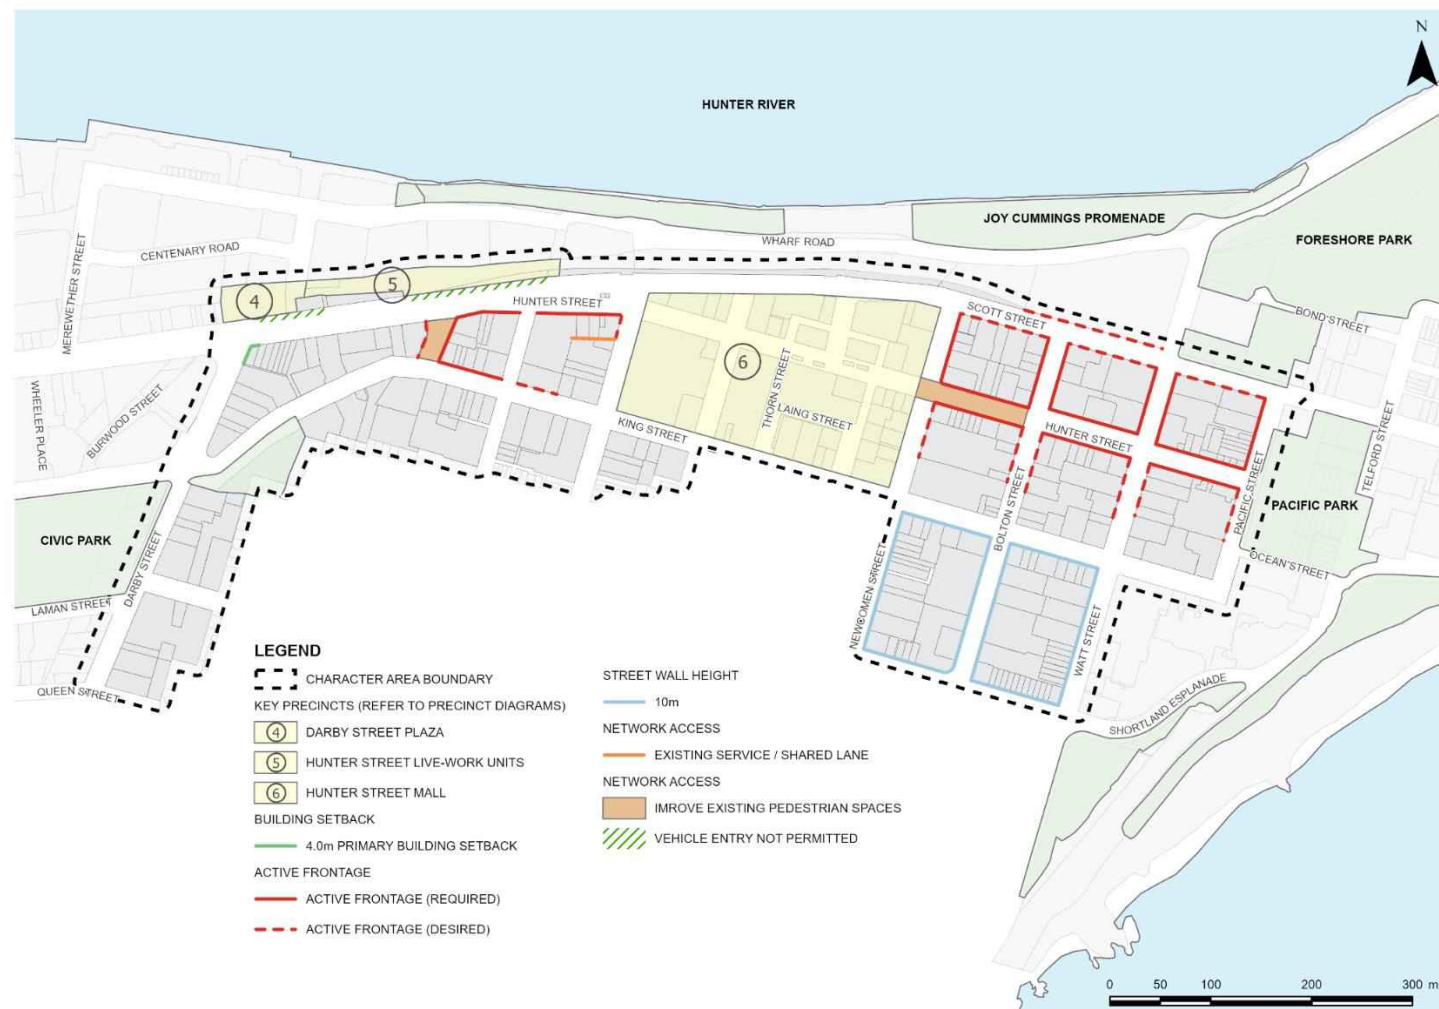 N
HUNTER RIVER
JOY CUMMINGS PROMENADE
FORESHORE PARK
WHARF ROAD
CENTENARY ROAD
MEREWETHER STREET
4
5
HUNTER STREET
SCOTT STREET
BOND STREET
6
THORN STREET
LAING STREET
WHEELER PLACE
BURWOOD STREET
KING STREET
HUNTER STREET
TELFORD STREET
PACIFIC STREET
PACIFIC PARK
BOLTON STREET
CIVIC PARK
DARBY STREET
OCEAN STREET
NEWCOMEN STREET
LAMAN STREET
WATT STREET
QUEEN STREET
SHORTLAND ESPLANADE
LEGEND
CHARACTER AREA BOUNDARY
KEY PRECINCTS (REFER TO PRECINCT DIAGRAMS)
4 DARBY STREET PLAZA
5 HUNTER STREET LIVE-WORK UNITS
6 HUNTER STREET MALL
BUILDING SETBACK
4.0m PRIMARY BUILDING SETBACK
ACTIVE FRONTAGE
ACTIVE FRONTAGE (REQUIRED)
ACTIVE FRONTAGE (DESIRED)
STREET WALL HEIGHT
10m
NETWORK ACCESS
EXISTING SERVICE / SHARED LANE
NETWORK ACCESS
IMROVE EXISTING PEDESTRIAN SPACES
VEHICLE ENTRY NOT PERMITTED
0 50 100 200 300 m